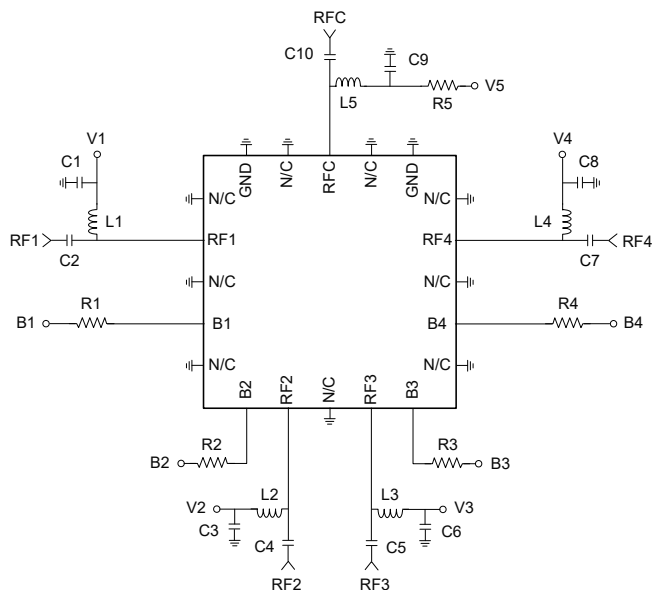 RFC
C10
C9
L5
R5
V5
V1
C1
L1
RF1
C2
V4
C8
L4
RF4
C7
GND
N/C
RFC
N/C
GND
N/C
N/C
RF1
RF4
N/C
N/C
B1
R1
B1
B4
R4
B4
N/C
N/C
B2
RF2
N/C
RF3
B3
R2
B2
R3
B3
V2
L2
C3
C4
RF2
L3
V3
C5
C6
RF3